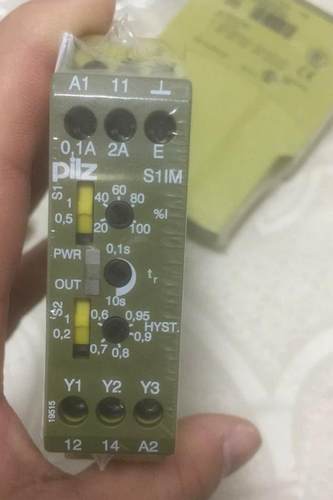 A1 11 ⊥
0,1A 2A E
pilz S1IM
S1
1
0,5
40 60 80
20 100
%I
PWR
OUT
0,1s
tr
10s
S2
1
0,2
0,6 0,95
0,7 0,8 0,9
HYST.
Y1 Y2 Y3
19515
12 14 A2